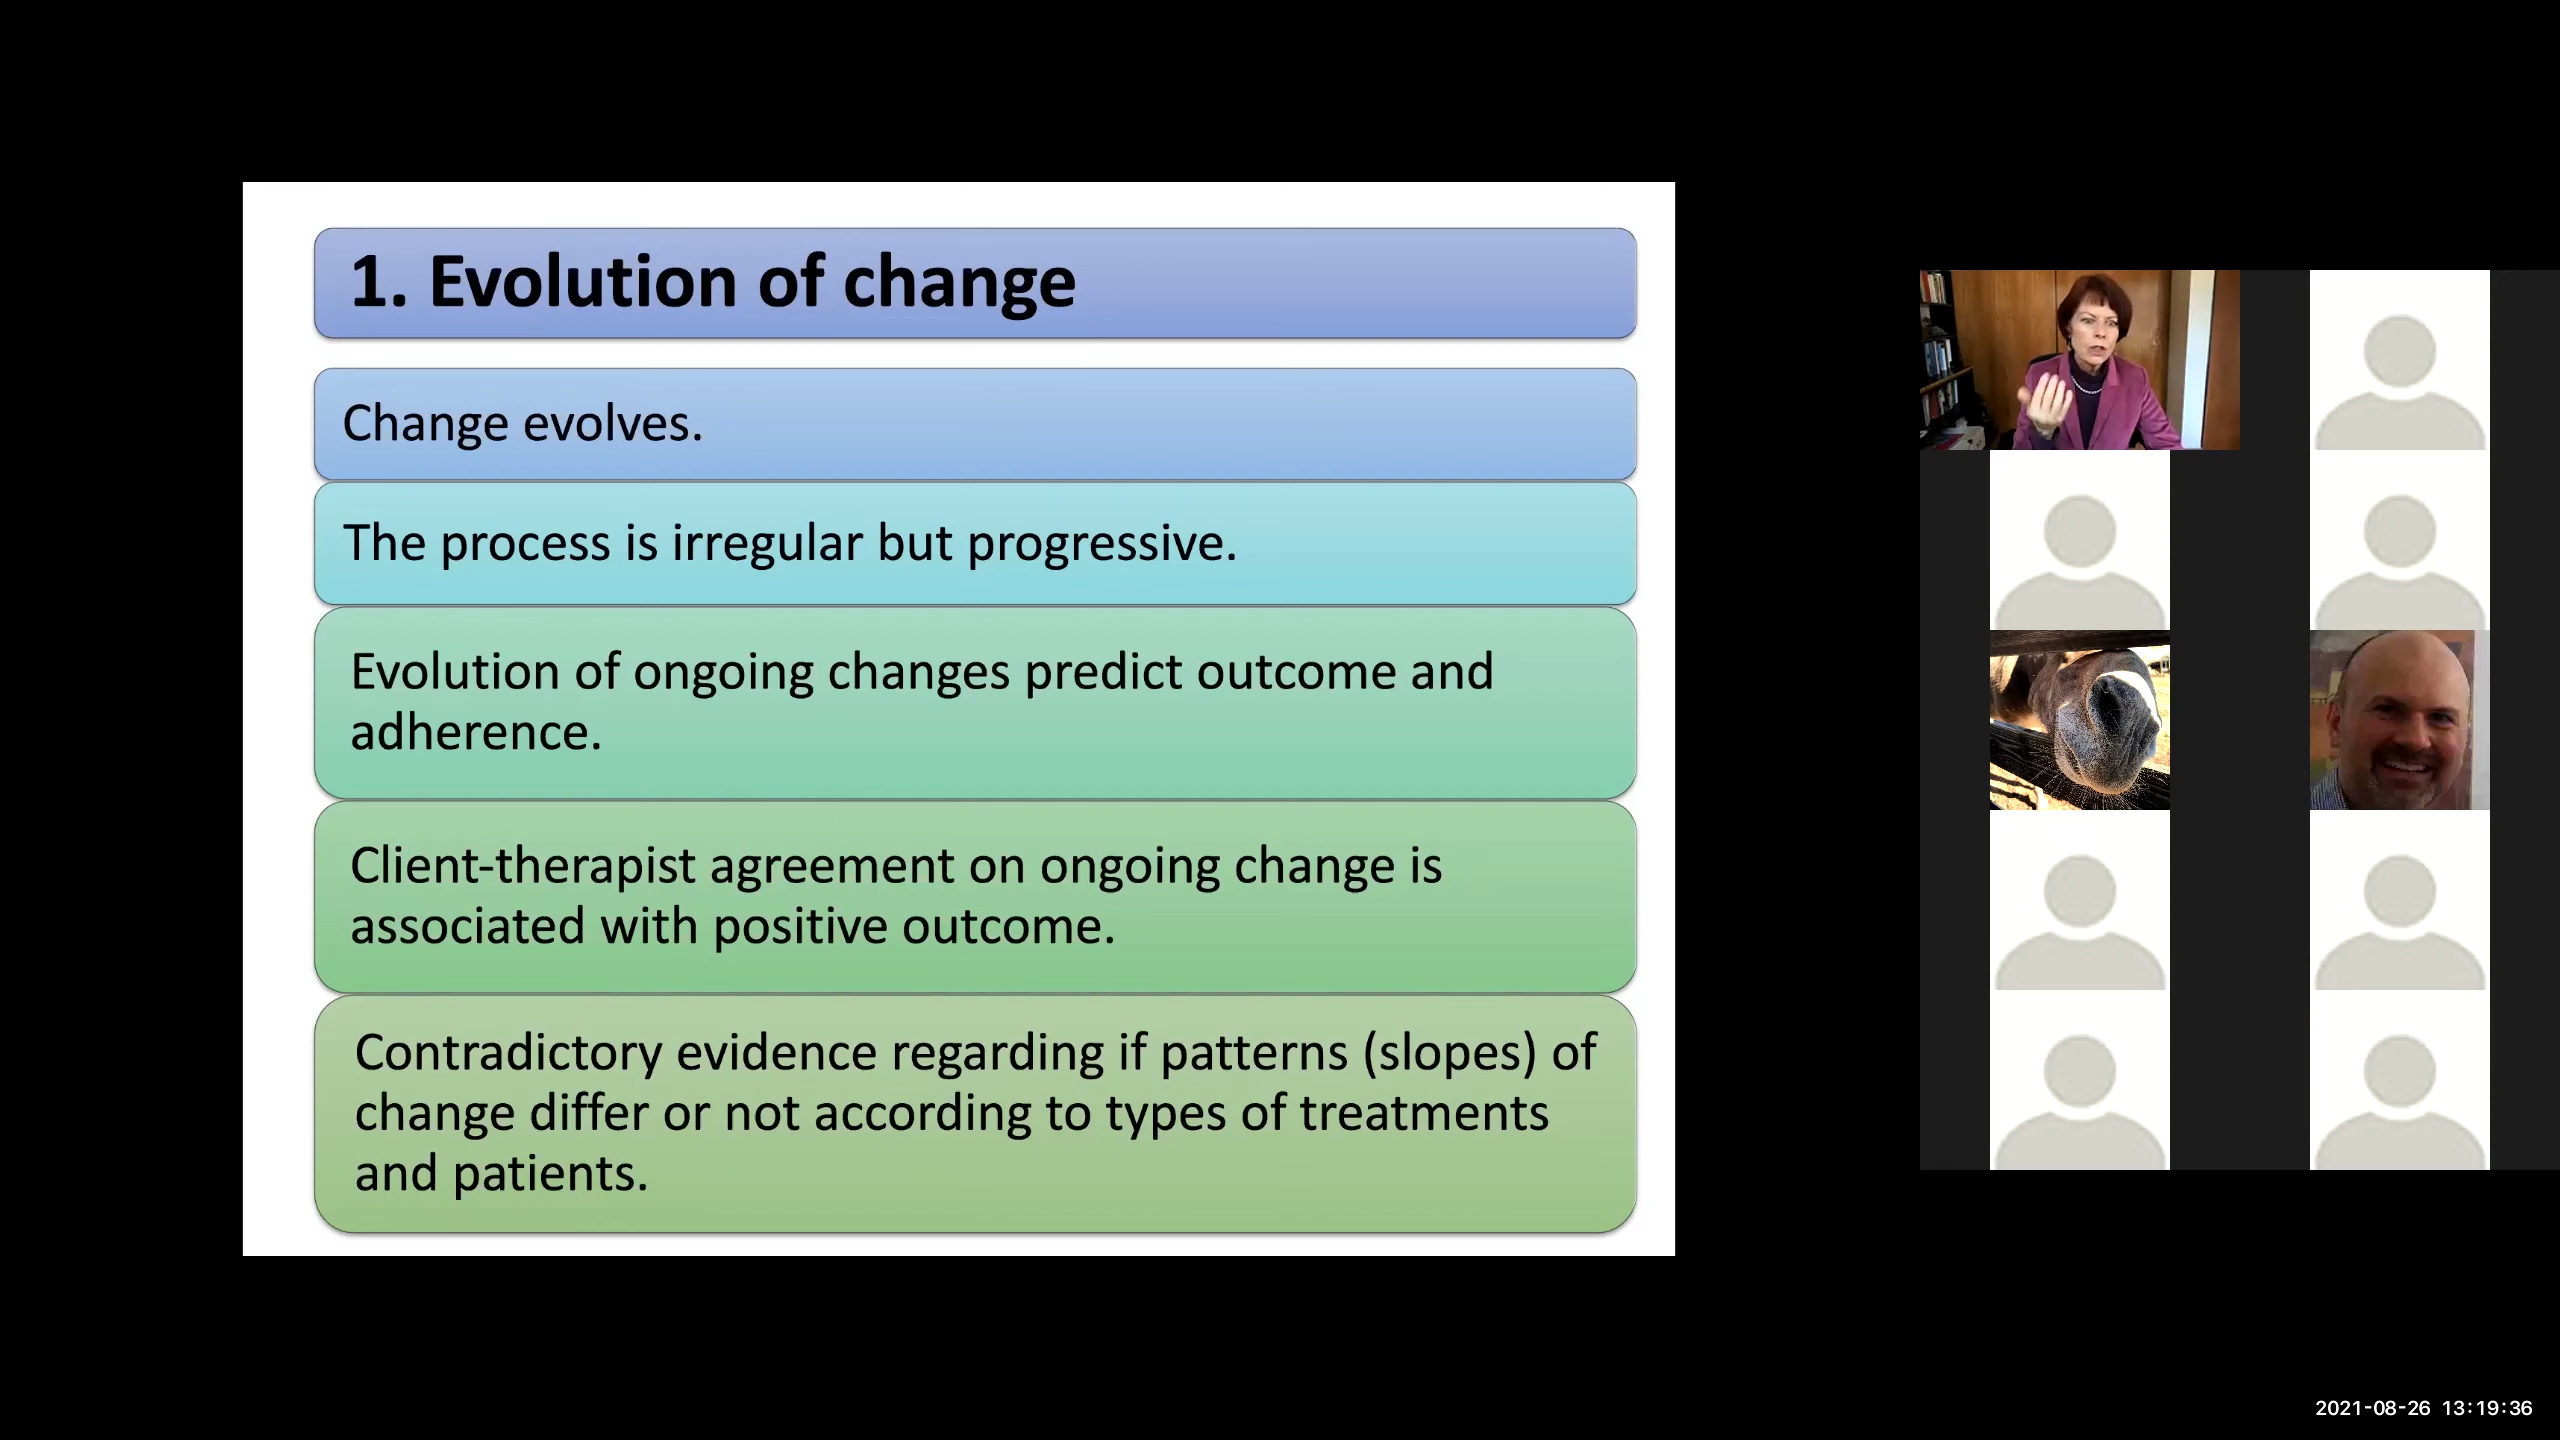 1. Evolution of change
Change evolves.
The process is irregular but progressive.
Evolution of ongoing changes predict outcome and
adherence.
Client-therapist agreement on ongoing change is
associated with positive outcome.
Contradictory evidence regarding if patterns (slopes) of
change differ or not according to types of treatments
and patients.
2021-08-26 13:19:36